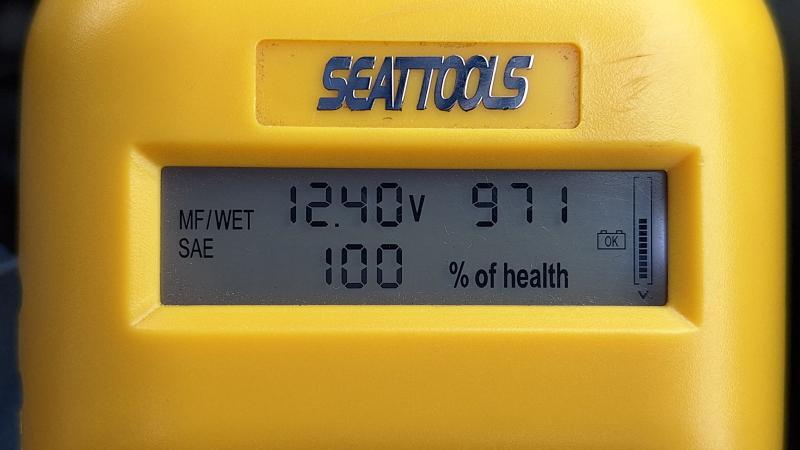 SEATTOOLS
MF/WET 12.40V 971
SAE 100 % of health
OK